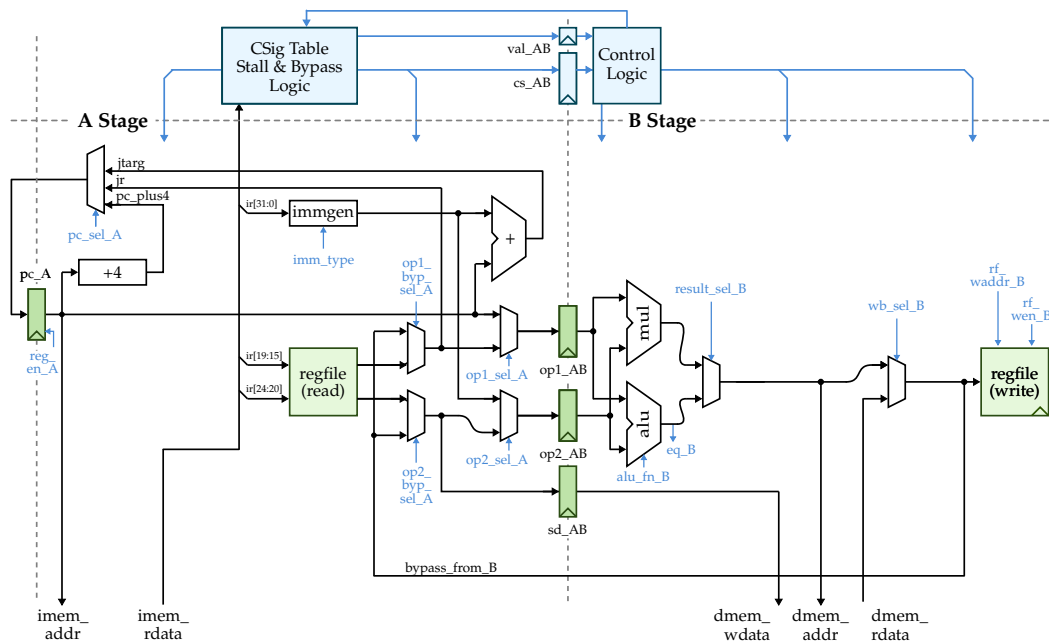 CSig Table
Stall & Bypass
Logic
val_AB
cs_AB
Control
Logic
A Stage
B Stage
jtarg
jr
pc_plus4
pc_sel_A
ir[31:0]
immgen
imm_type
+
+4
pc_A
reg_
en_A
op1_
byp_
sel_A
ir[19:15]
ir[24:20]
regfile
(read)
op1_sel_A
op1_AB
op2_sel_A
op2_AB
op2_
byp_
sel_A
sd_AB
mul
alu
alu_fn_B
eq_B
result_sel_B
wb_sel_B
rf_
waddr_B
rf_
wen_B
regfile
(write)
bypass_from_B
imem_
addr
imem_
rdata
dmem_
wdata
dmem_
addr
dmem_
rdata